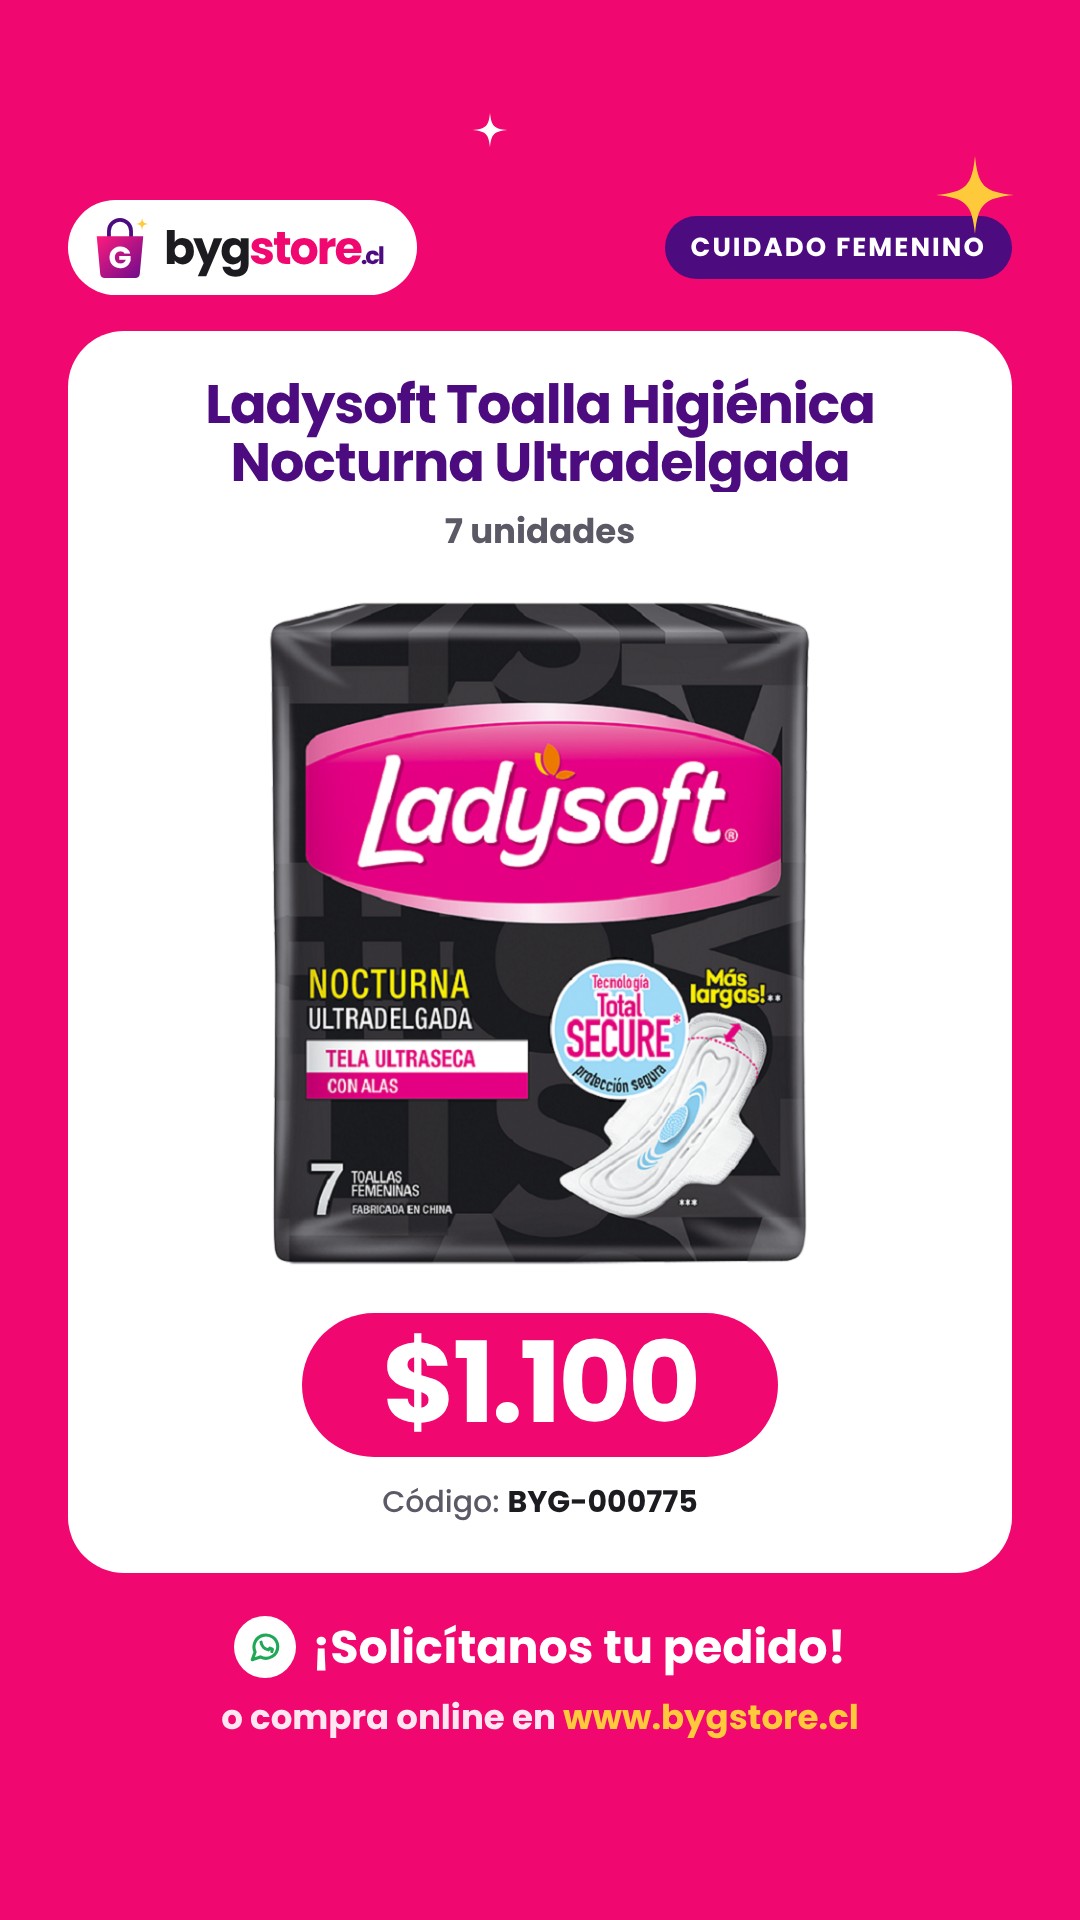 G bygstore.cl
CUIDADO FEMENINO
Ladysoft Toalla Higiénica
Nocturna Ultradelgada
7 unidades
Ladysoft®
NOCTURNA
ULTRADELGADA
TELA ULTRASECA
CON ALAS
Tecnología
Total
SECURE*
protección segura
Más
largas!**
***
7 TOALLAS
FEMENINAS
FABRICADA EN CHINA
$1.100
Código: BYG-000775
¡Solicítanos tu pedido!
o compra online en www.bygstore.cl